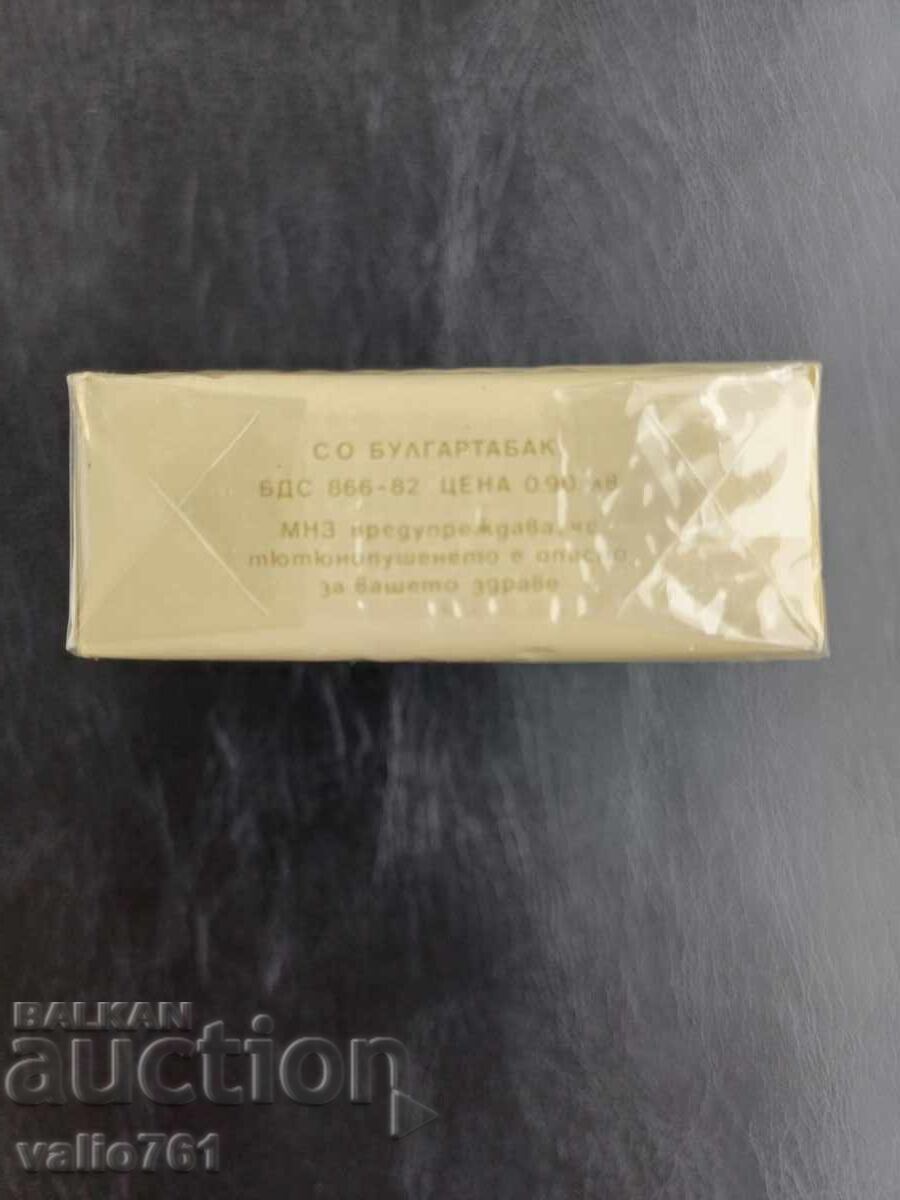 СО БУЛГАРТАБАК
БДС 866-82 ЦЕНА 0.90 лв
МНЗ предупреждава, че
тютюнопушенето е опасно
за вашето здраве
BALKAN
auction
valio761